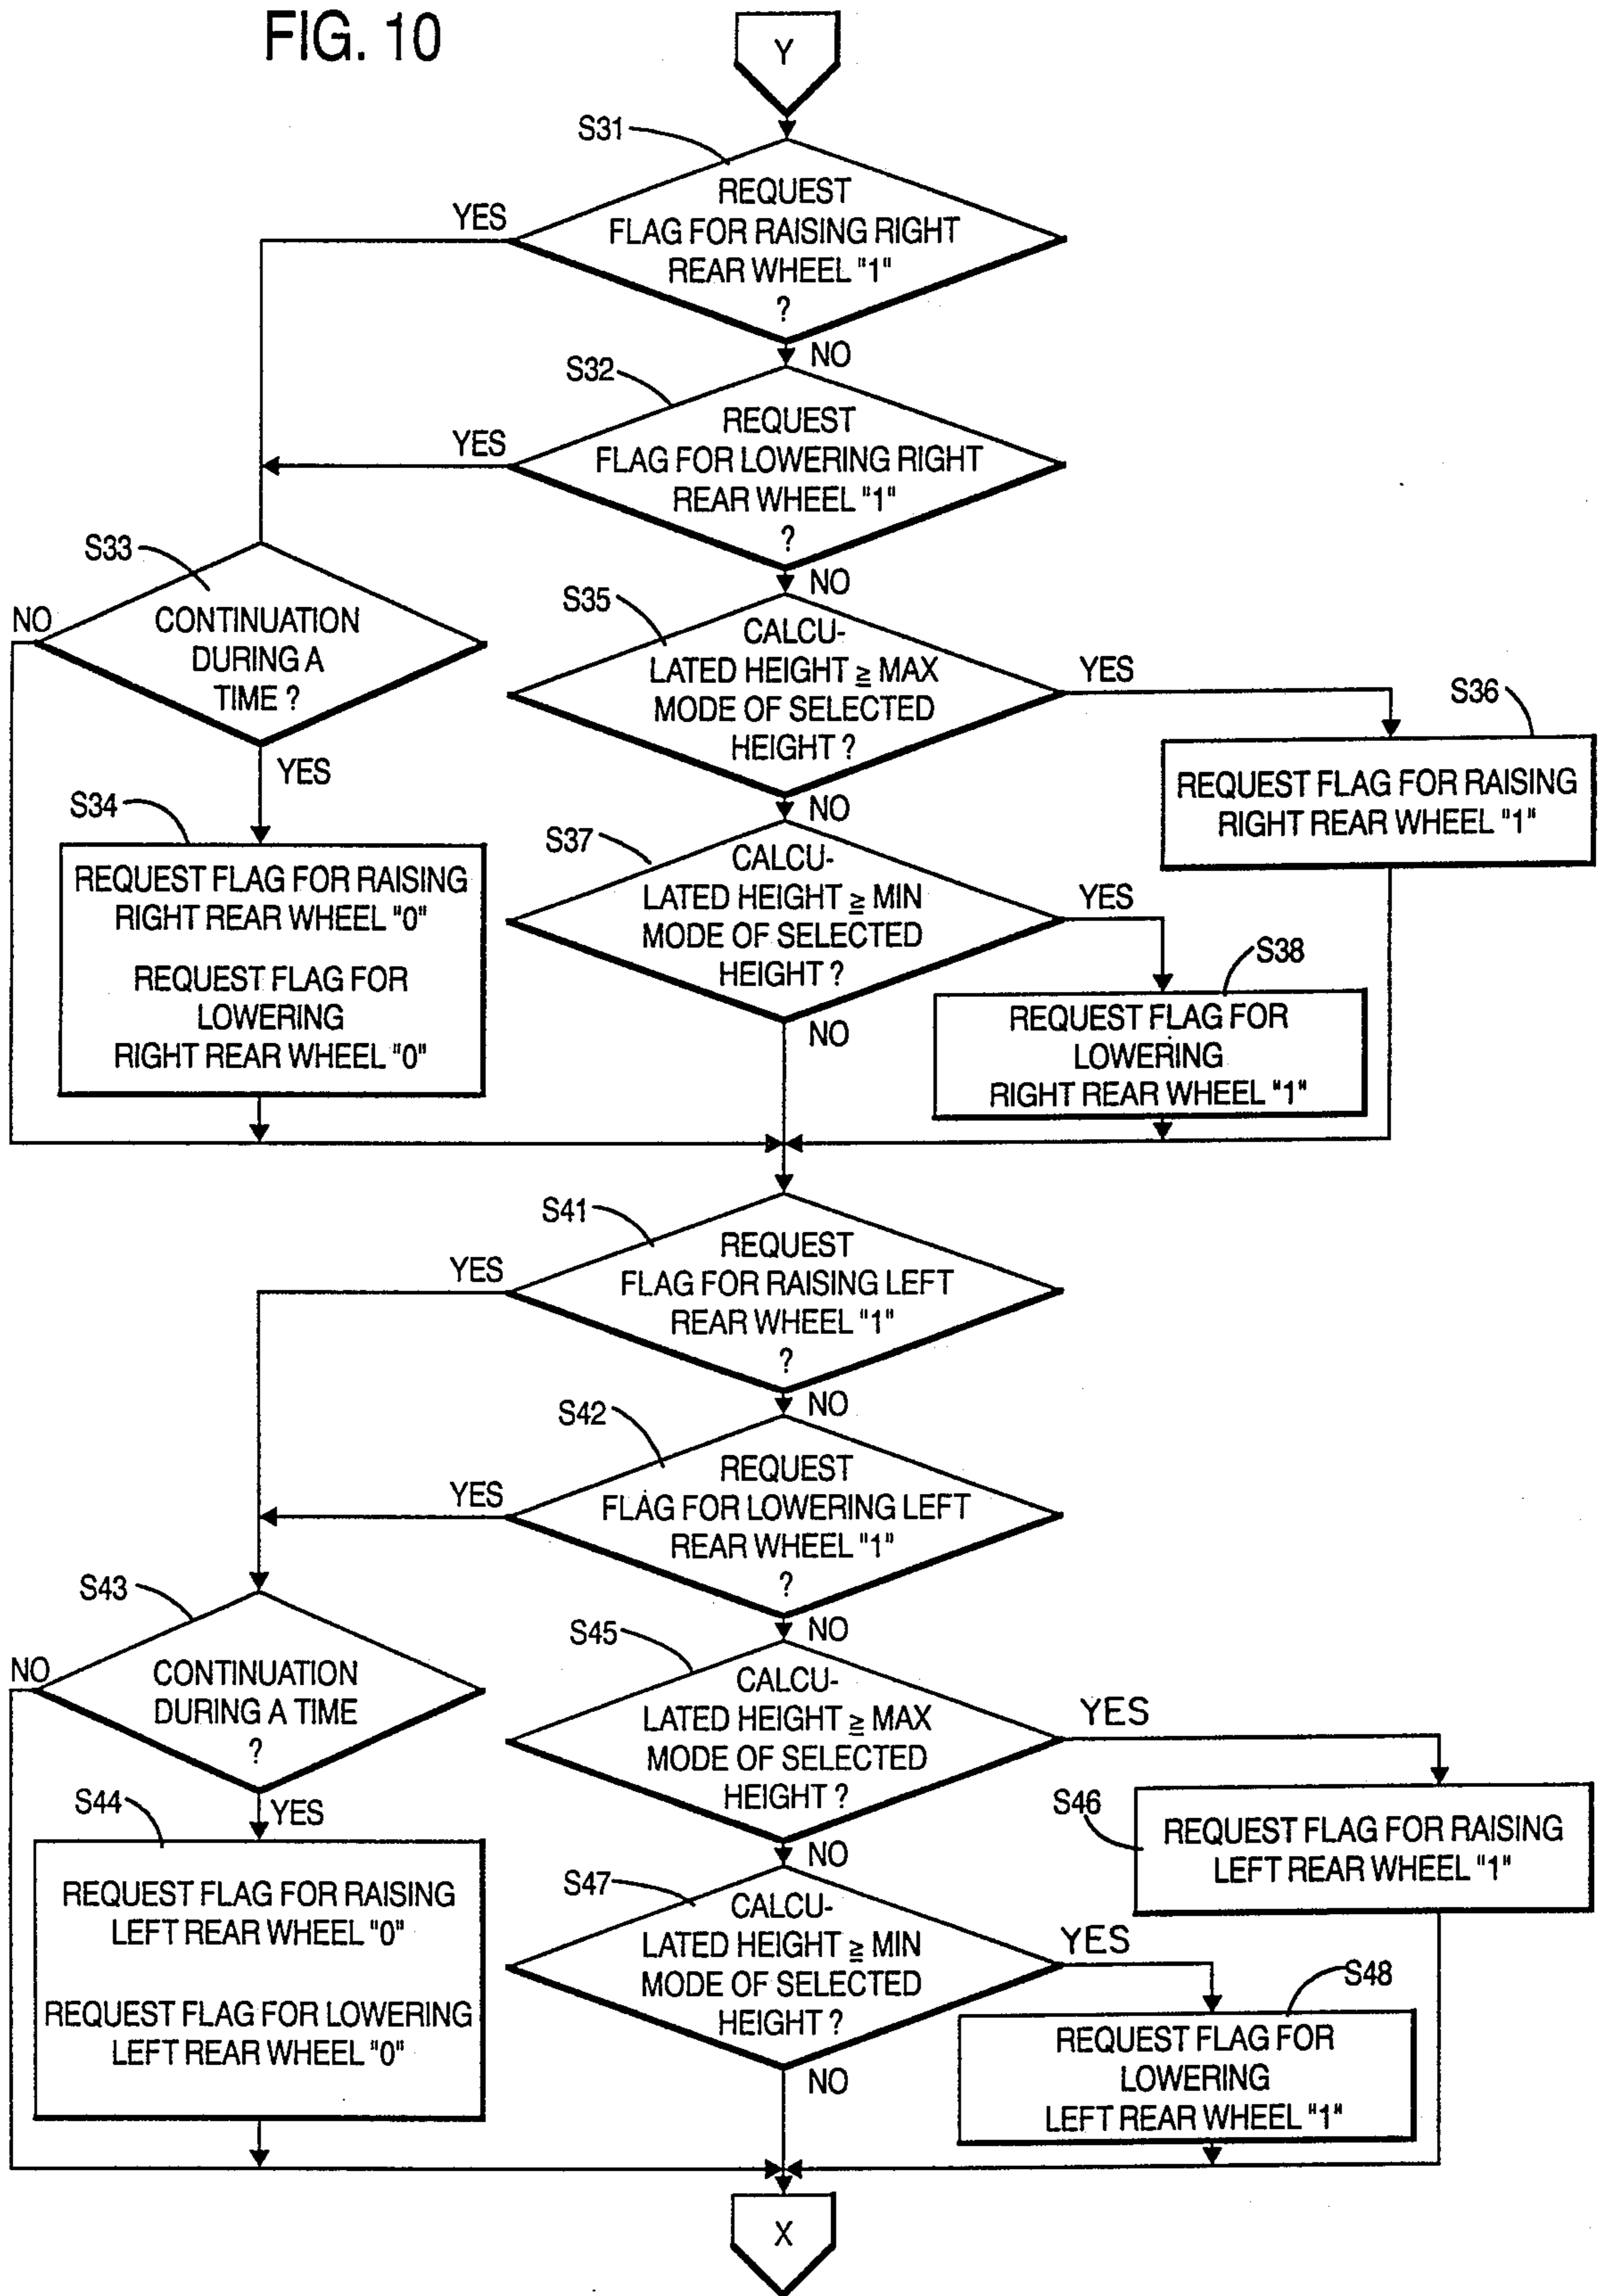 FIG. 10
Y
S31
REQUEST
FLAG FOR RAISING RIGHT
REAR WHEEL "1"
?
YES
NO
S32
REQUEST
FLAG FOR LOWERING RIGHT
REAR WHEEL "1"
?
YES
NO
S33
CONTINUATION
DURING A
TIME ?
NO
YES
S34
REQUEST FLAG FOR RAISING
RIGHT REAR WHEEL "0"
REQUEST FLAG FOR
LOWERING
RIGHT REAR WHEEL "0"
S35
CALCU-
LATED HEIGHT ≧ MAX
MODE OF SELECTED
HEIGHT ?
YES
NO
S36
REQUEST FLAG FOR RAISING
RIGHT REAR WHEEL "1"
S37
CALCU-
LATED HEIGHT ≧ MIN
MODE OF SELECTED
HEIGHT ?
YES
NO
S38
REQUEST FLAG FOR
LOWERING
RIGHT REAR WHEEL "1"
S41
REQUEST
FLAG FOR RAISING LEFT
REAR WHEEL "1"
?
YES
NO
S42
REQUEST
FLAG FOR LOWERING LEFT
REAR WHEEL "1"
?
YES
NO
S43
CONTINUATION
DURING A TIME
?
NO
YES
S44
REQUEST FLAG FOR RAISING
LEFT REAR WHEEL "0"
REQUEST FLAG FOR LOWERING
LEFT REAR WHEEL "0"
S45
CALCU-
LATED HEIGHT ≧ MAX
MODE OF SELECTED
HEIGHT ?
YES
NO
S46
REQUEST FLAG FOR RAISING
LEFT REAR WHEEL "1"
S47
CALCU-
LATED HEIGHT ≧ MIN
MODE OF SELECTED
HEIGHT ?
YES
NO
S48
REQUEST FLAG FOR
LOWERING
LEFT REAR WHEEL "1"
X